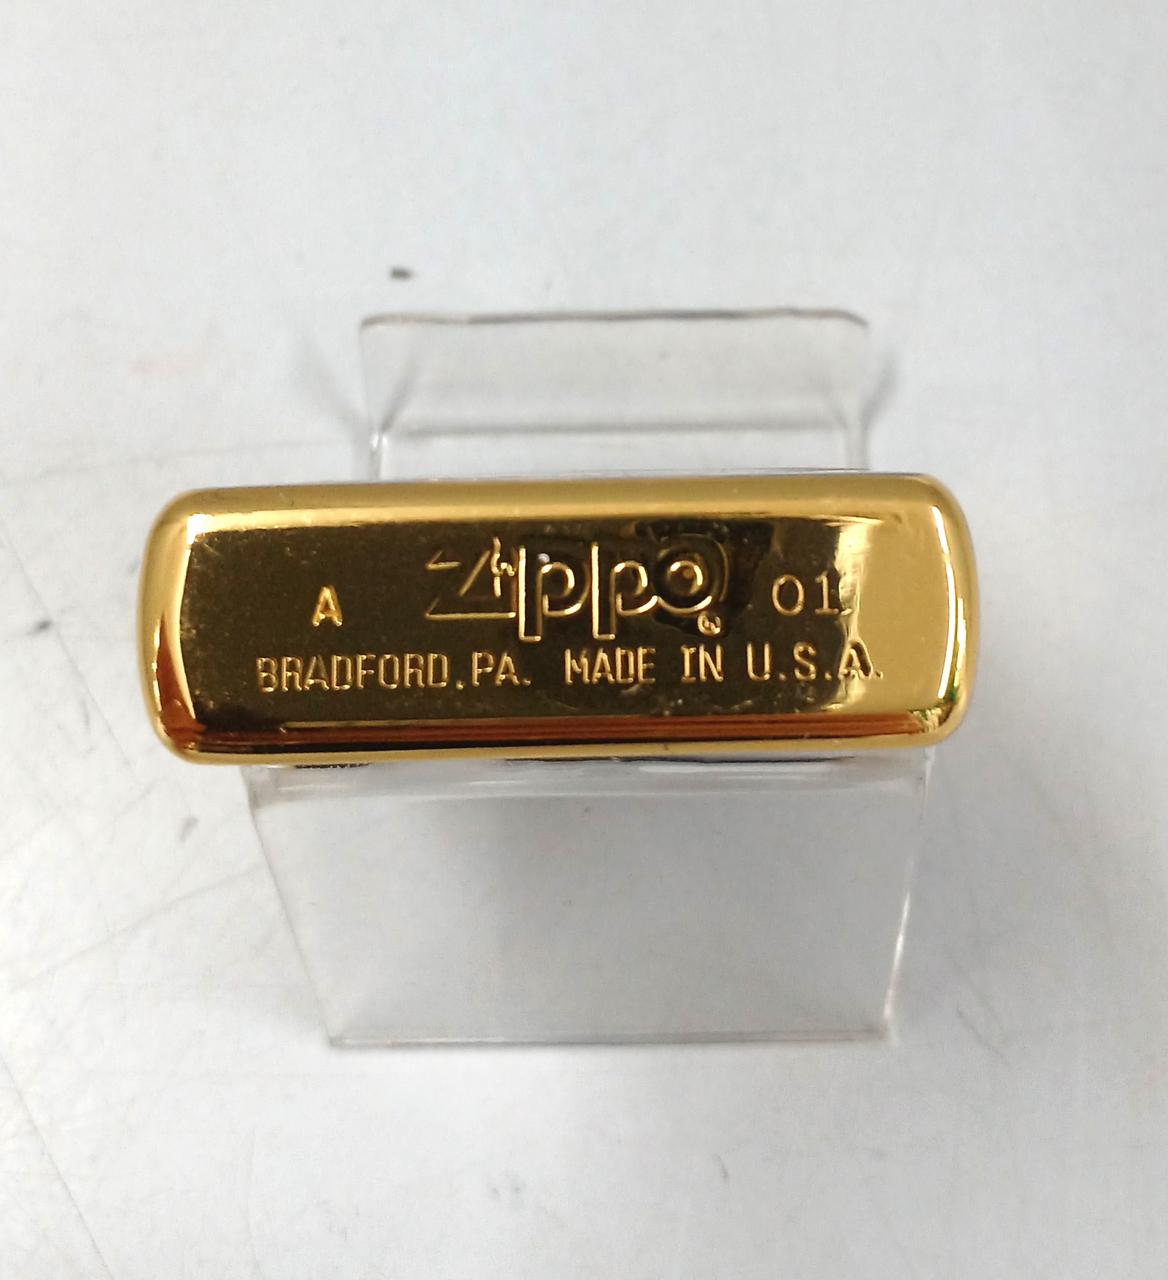 A Zippo ® 01
BRADFORD, PA. MADE IN U.S.A.